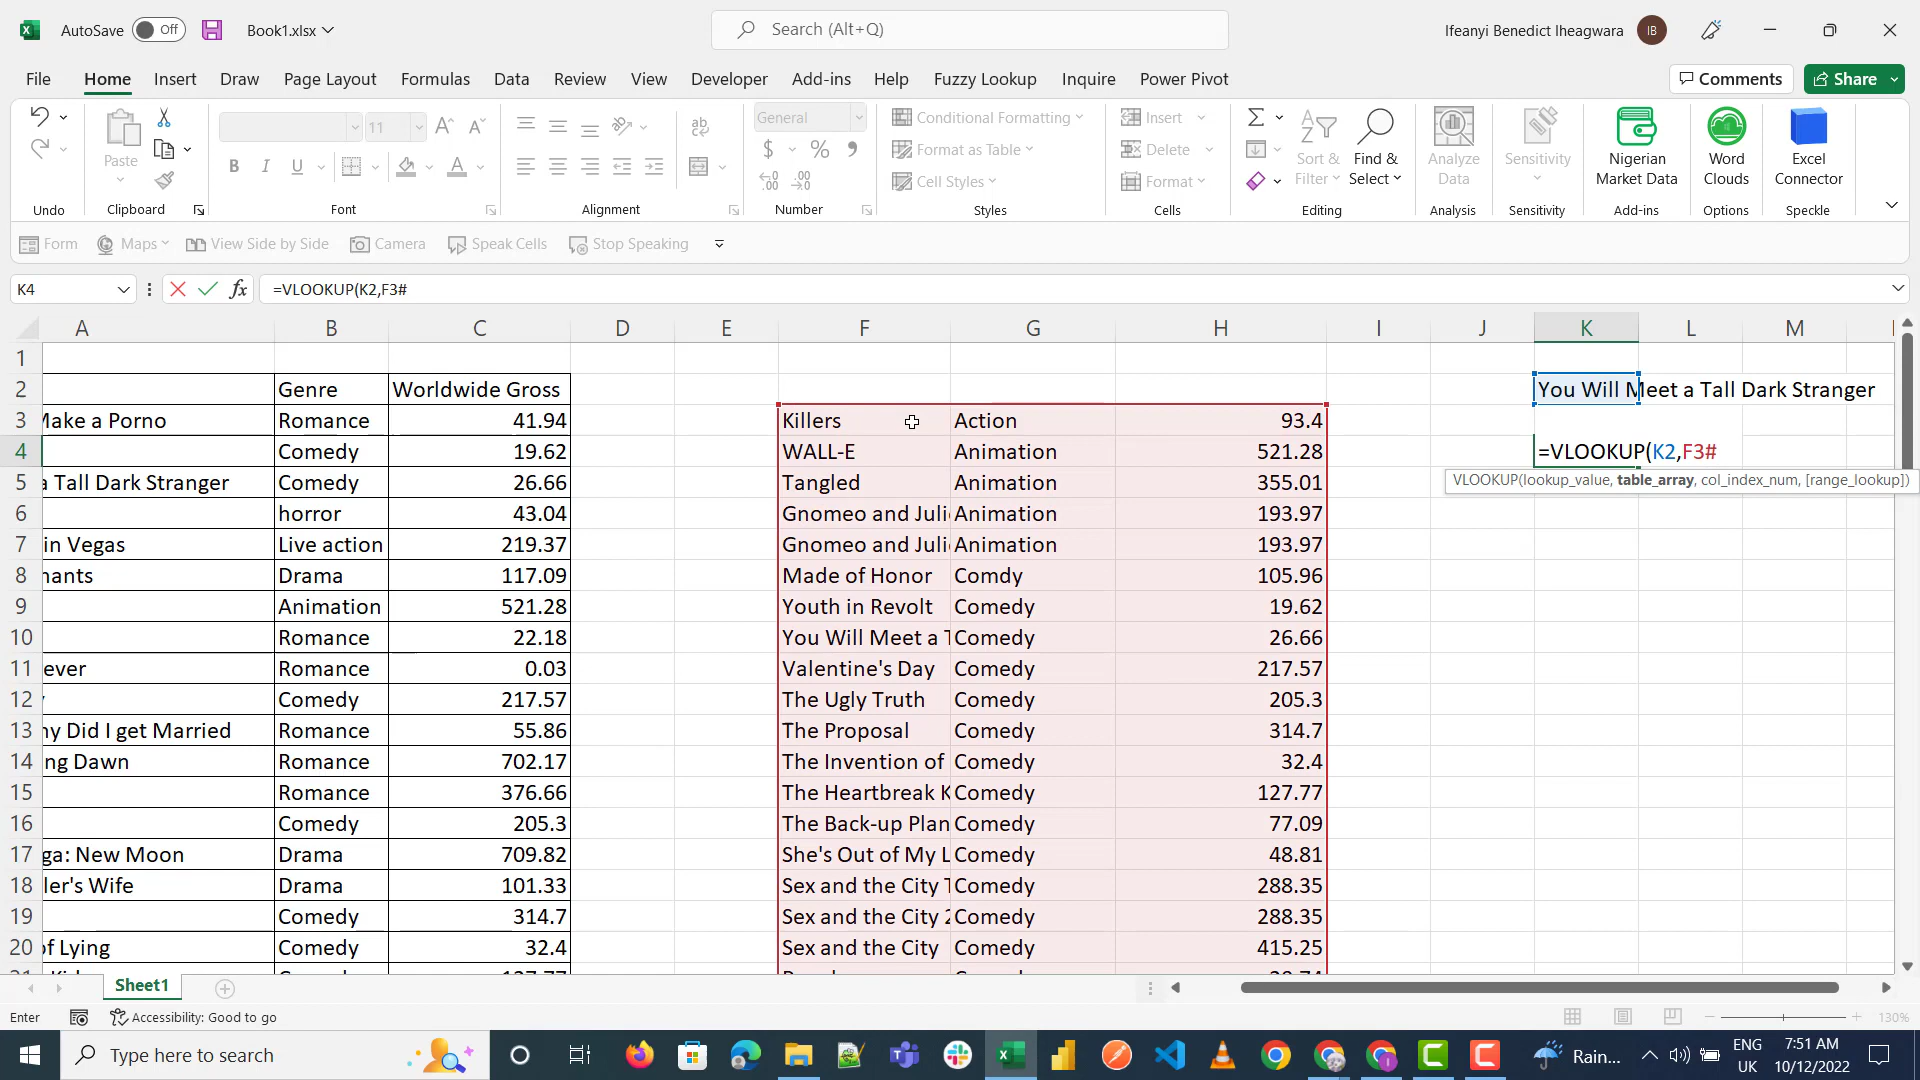 AutoSave Off Book1.xlsx Search (Alt+Q) Ifeanyi Benedict Iheagwara IB
File Home Insert Draw Page Layout Formulas Data Review View Developer Add-ins Help Fuzzy Lookup Inquire Power Pivot Comments Share
Paste 11 General Conditional Formatting Format as Table Cell Styles Insert Delete Format Sort & Filter Find & Select Analyze Data Sensitivity Nigerian Market Data Word Clouds Excel Connector
Undo Clipboard Font Alignment Number Styles Cells Editing Analysis Sensitivity Add-ins Options Speckle
Form Maps View Side by Side Camera Speak Cells Stop Speaking
K4 fx =VLOOKUP(K2,F3#
A B C D E F G H I J K L M
1
2 Genre Worldwide Gross You Will Meet a Tall Dark Stranger
3 Make a Porno Romance 41.94 Killers Action 93.4
4 Comedy 19.62 WALL-E Animation 521.28 =VLOOKUP(K2,F3#
VLOOKUP(lookup_value, table_array, col_index_num, [range_lookup])
5 a Tall Dark Stranger Comedy 26.66 Tangled Animation 355.01
6 horror 43.04 Gnomeo and Juli Animation 193.97
7 in Vegas Live action 219.37 Gnomeo and Juli Animation 193.97
8 nants Drama 117.09 Made of Honor Comdy 105.96
9 Animation 521.28 Youth in Revolt Comedy 19.62
10 Romance 22.18 You Will Meet a T Comedy 26.66
11 ever Romance 0.03 Valentine's Day Comedy 217.57
12 y Comedy 217.57 The Ugly Truth Comedy 205.3
13 ny Did I get Married Romance 55.86 The Proposal Comedy 314.7
14 ng Dawn Romance 702.17 The Invention of Comedy 32.4
15 Romance 376.66 The Heartbreak K Comedy 127.77
16 Comedy 205.3 The Back-up Plan Comedy 77.09
17 ga: New Moon Drama 709.82 She's Out of My L Comedy 48.81
18 ler's Wife Drama 101.33 Sex and the City T Comedy 288.35
19 Comedy 314.7 Sex and the City 2 Comedy 288.35
20 of Lying Comedy 32.4 Sex and the City Comedy 415.25
Sheet1
Enter Accessibility: Good to go 130%
Type here to search Rain... ENG UK 7:51 AM 10/12/2022